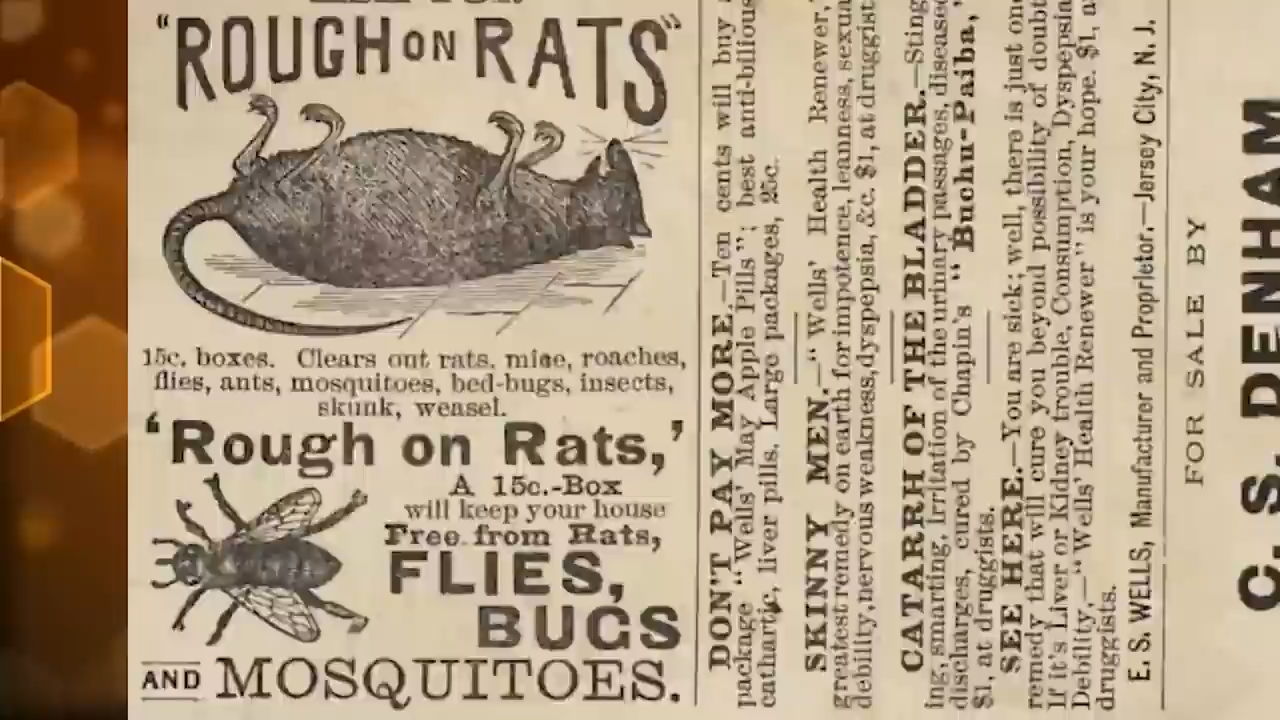 "ROUGH ON RATS"
15c. boxes. Clears out rats, mice, roaches,
flies, ants, mosquitoes, bed-bugs, insects,
skunk, weasel.
'Rough on Rats,'
A 15c.-Box
will keep your house
Free from Rats,
FLIES,
BUGS
AND MOSQUITOES.
DON'T PAY MORE.—Ten cents will buy
package "Wells' May Apple Pills"; best anti-bilious
cathartic, liver pills. Large packages, 25c.
SKINNY MEN.—"Wells' Health Renewer,"
greatest remedy on earth for impotence, leanness, sexua
debility, nervous weakness, dyspepsia, &c. $1, at druggist
CATARRH OF THE BLADDER.—Sting
ing, smarting, irritation of the urinary passages, disease
discharges, cured by Chapin's "Buchu-Paiba,"
$1, at druggists.
SEE HERE.—You are sick; well, there is just one
remedy that will cure you beyond possibility of doubt
If it's Liver or Kidney trouble, Consumption, Dyspepsia
Debility,—"Wells' Health Renewer" is your hope. $1, a
druggists.
E. S. WELLS, Manufacturer and Proprietor.—Jersey City, N. J.
FOR SALE BY
C. S. DENHAM